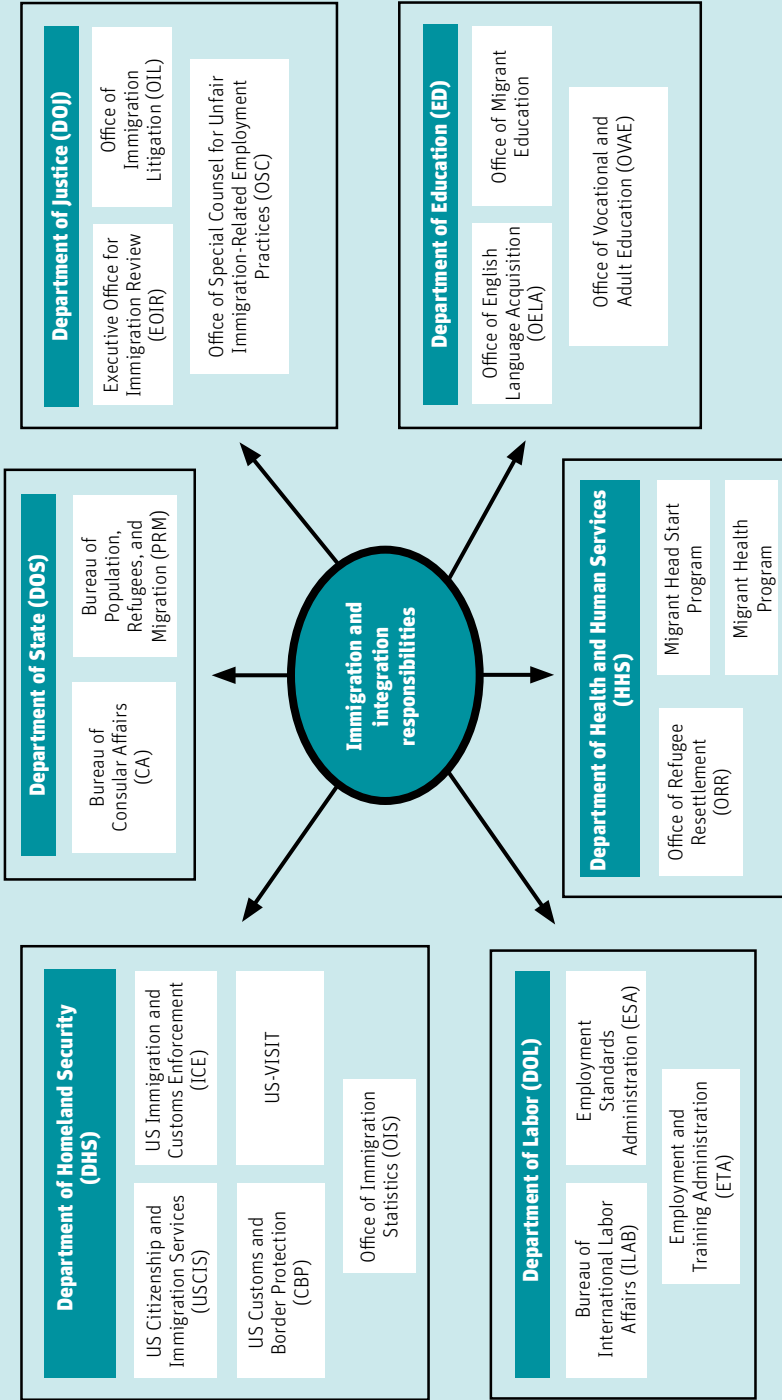 Department of Homeland Security
(DHS)
US Citizenship and
Immigration Services
(USCIS)
US Immigration and
Customs Enforcement
(ICE)
US Customs and
Border Protection
(CBP)
US-VISIT
Office of Immigration
Statistics (OIS)
Department of State (DOS)
Bureau of
Consular Affairs
(CA)
Bureau of
Population,
Refugees, and
Migration (PRM)
Department of Justice (DOJ)
Executive Office for
Immigration Review
(EOIR)
Office of
Immigration
Litigation (OIL)
Office of Special Counsel for Unfair
Immigration-Related Employment
Practices (OSC)
Immigration and
integration
responsibilities
Department of Labor (DOL)
Bureau of
International Labor
Affairs (ILAB)
Employment
Standards
Administration (ESA)
Employment and
Training Administration
(ETA)
Department of Health and Human Services
(HHS)
Office of Refugee
Resettlement
(ORR)
Migrant Head Start
Program
Migrant Health
Program
Department of Education (ED)
Office of English
Language Acquisition
(OELA)
Office of Migrant
Education
Office of Vocational and
Adult Education (OVAE)